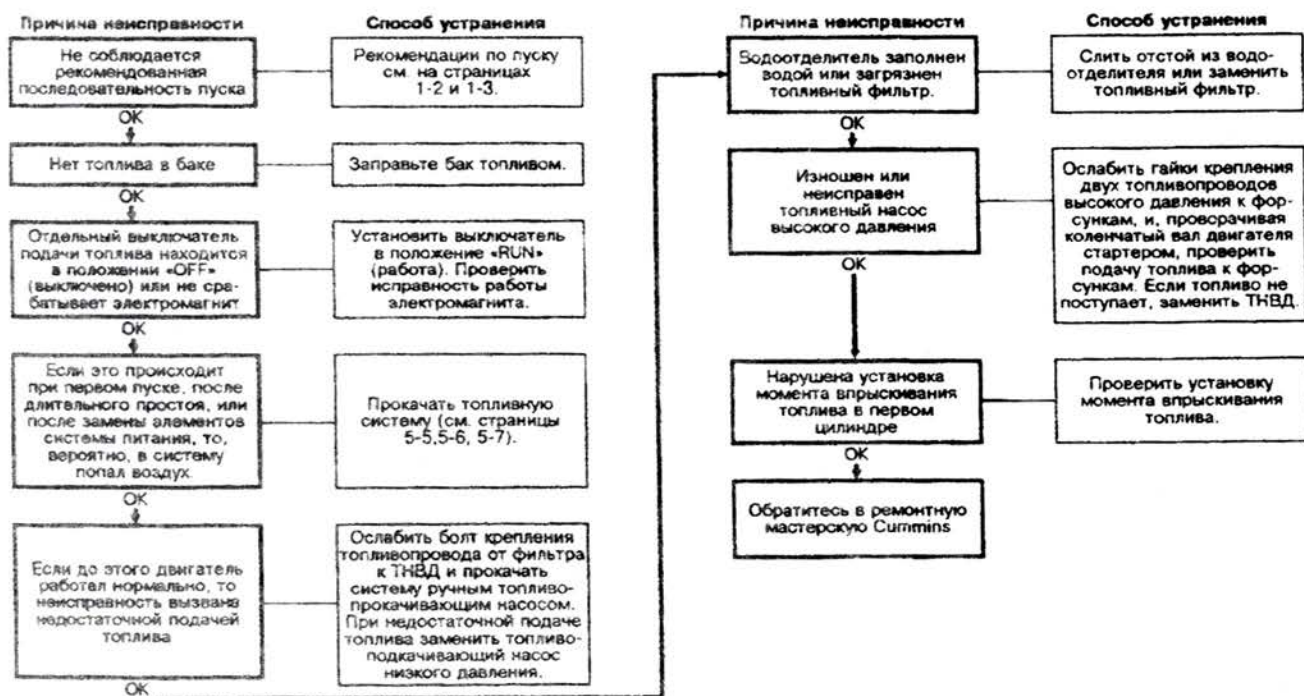 Причина неисправности
Способ устранения
Не соблюдается
рекомендованная
последовательность пуска
Рекомендации по пуску
см. на страницах
1-2 и 1-3.
ОК
Нет топлива в баке
Заправьте бак топливом.
ОК
Отдельный выключатель
подачи топлива находится
в положении «OFF»
(выключено) или не сра-
батывает электромагнит
Установить выключатель
в положение «RUN»
(работа). Проверить
исправность работы
электромагнита.
ОК
Если это происходит
при первом пуске, после
длительного простоя, или
после замены элементов
системы питания, то,
вероятно, в систему
попал воздух.
Прокачать топливную
систему (см. страницы
5-5,5-6, 5-7).
ОК
Если до этого двигатель
работал нормально, то
неисправность вызвана
недостаточной подачей
топлива
Ослабить болт крепления
топливопровода от фильтра
к ТНВД и прокачать
систему ручным топливо-
прокачивающим насосом.
При недостаточной подаче
топлива заменить топливо-
подкачивающий насос
низкого давления.
ОК
Причина неисправности
Способ устранения
Водоотделитель заполнен
водой или загрязнен
топливный фильтр.
Слить отстой из водо-
отделителя или заменить
топливный фильтр.
ОК
Изношен или
неисправен
топливный насос
высокого давления
Ослабить гайки крепления
двух топливопроводов
высокого давления к фор-
сункам, и, проворачивая
коленчатый вал двигателя
стартером, проверить
подачу топлива к фор-
сункам. Если топливо не
поступает, заменить ТНВД.
ОК
Нарушена установка
момента впрыскивания
топлива в первом
цилиндре
Проверить установку
момента впрыскивания
топлива.
ОК
Обратитесь в ремонтную
мастерскую Cummins